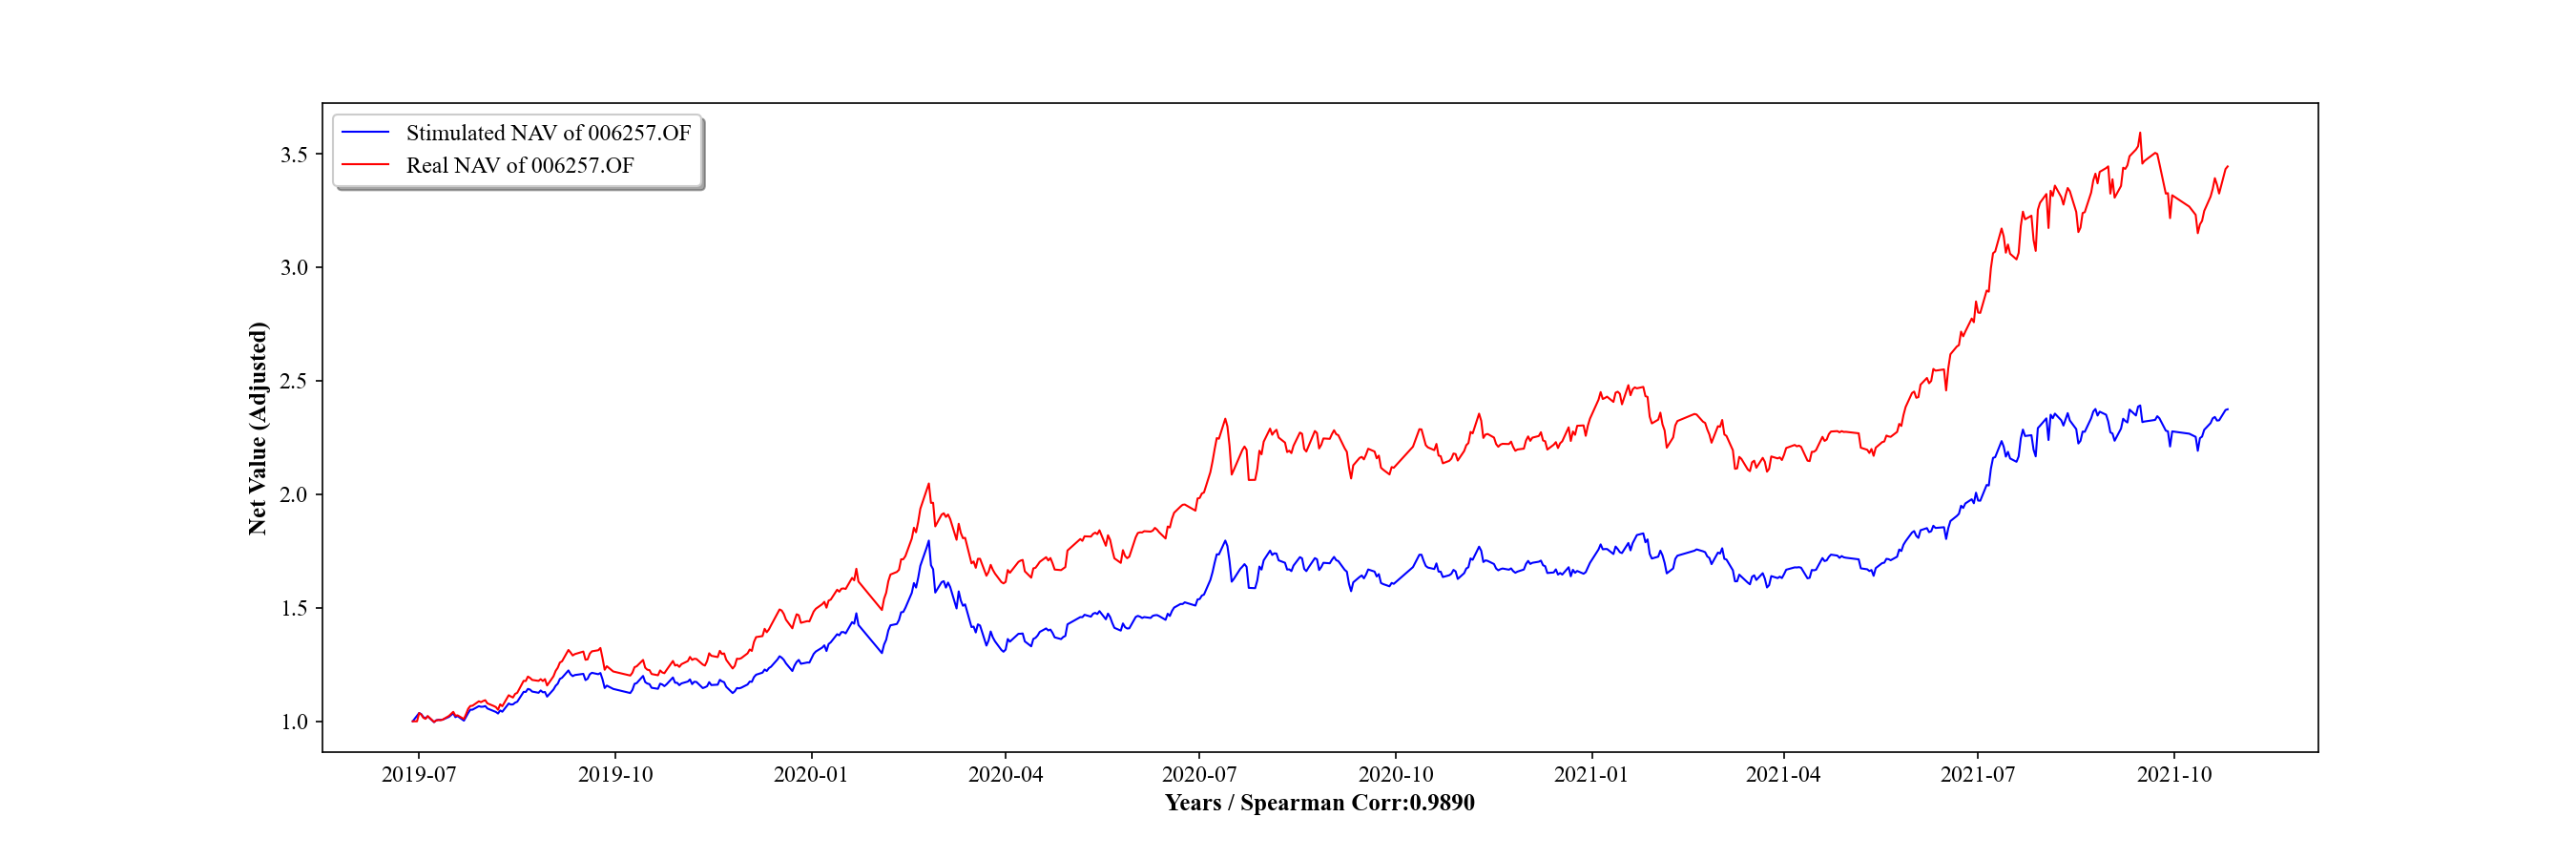 Stimulated NAV of 006257.OF
Real NAV of 006257.OF
Net Value (Adjusted)
3.5
3.0
2.5
2.0
1.5
1.0
2019-07 2019-10 2020-01 2020-04 2020-07 2020-10 2021-01 2021-04 2021-07 2021-10
Years / Spearman Corr:0.9890